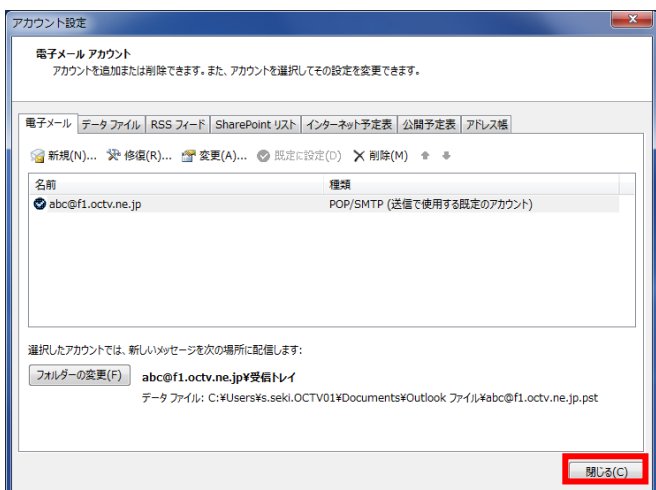 アカウント設定
電子メール アカウント
アカウントを追加または削除できます。また、アカウントを選択してその設定を変更できます。
電子メール データ ファイル RSS フィード SharePoint リスト インターネット予定表 公開予定表 アドレス帳
新規(N)... 修復(R)... 変更(A)... 既定に設定(D) 削除(M)
名前 種類
abc@f1.octv.ne.jp POP/SMTP (送信で使用する既定のアカウント)
選択したアカウントでは、新しいメッセージを次の場所に配信します:
フォルダーの変更(F) abc@f1.octv.ne.jp¥受信トレイ
データ ファイル: C:¥Users¥s.seki.OCTV01¥Documents¥Outlook ファイル¥abc@f1.octv.ne.jp.pst
閉じる(C)